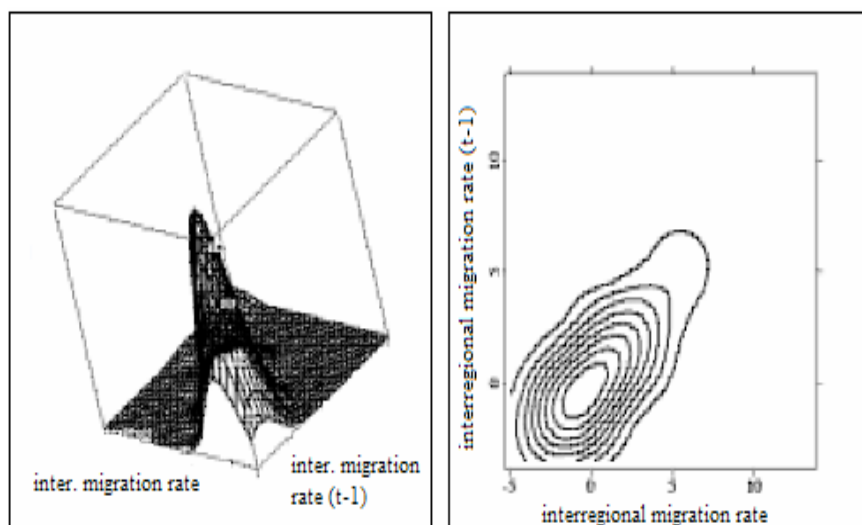 inter. migration rate
inter. migration
rate (t-1)
interregional migration rate (t-1)
10
5
0
-5 0 5 10
interregional migration rate